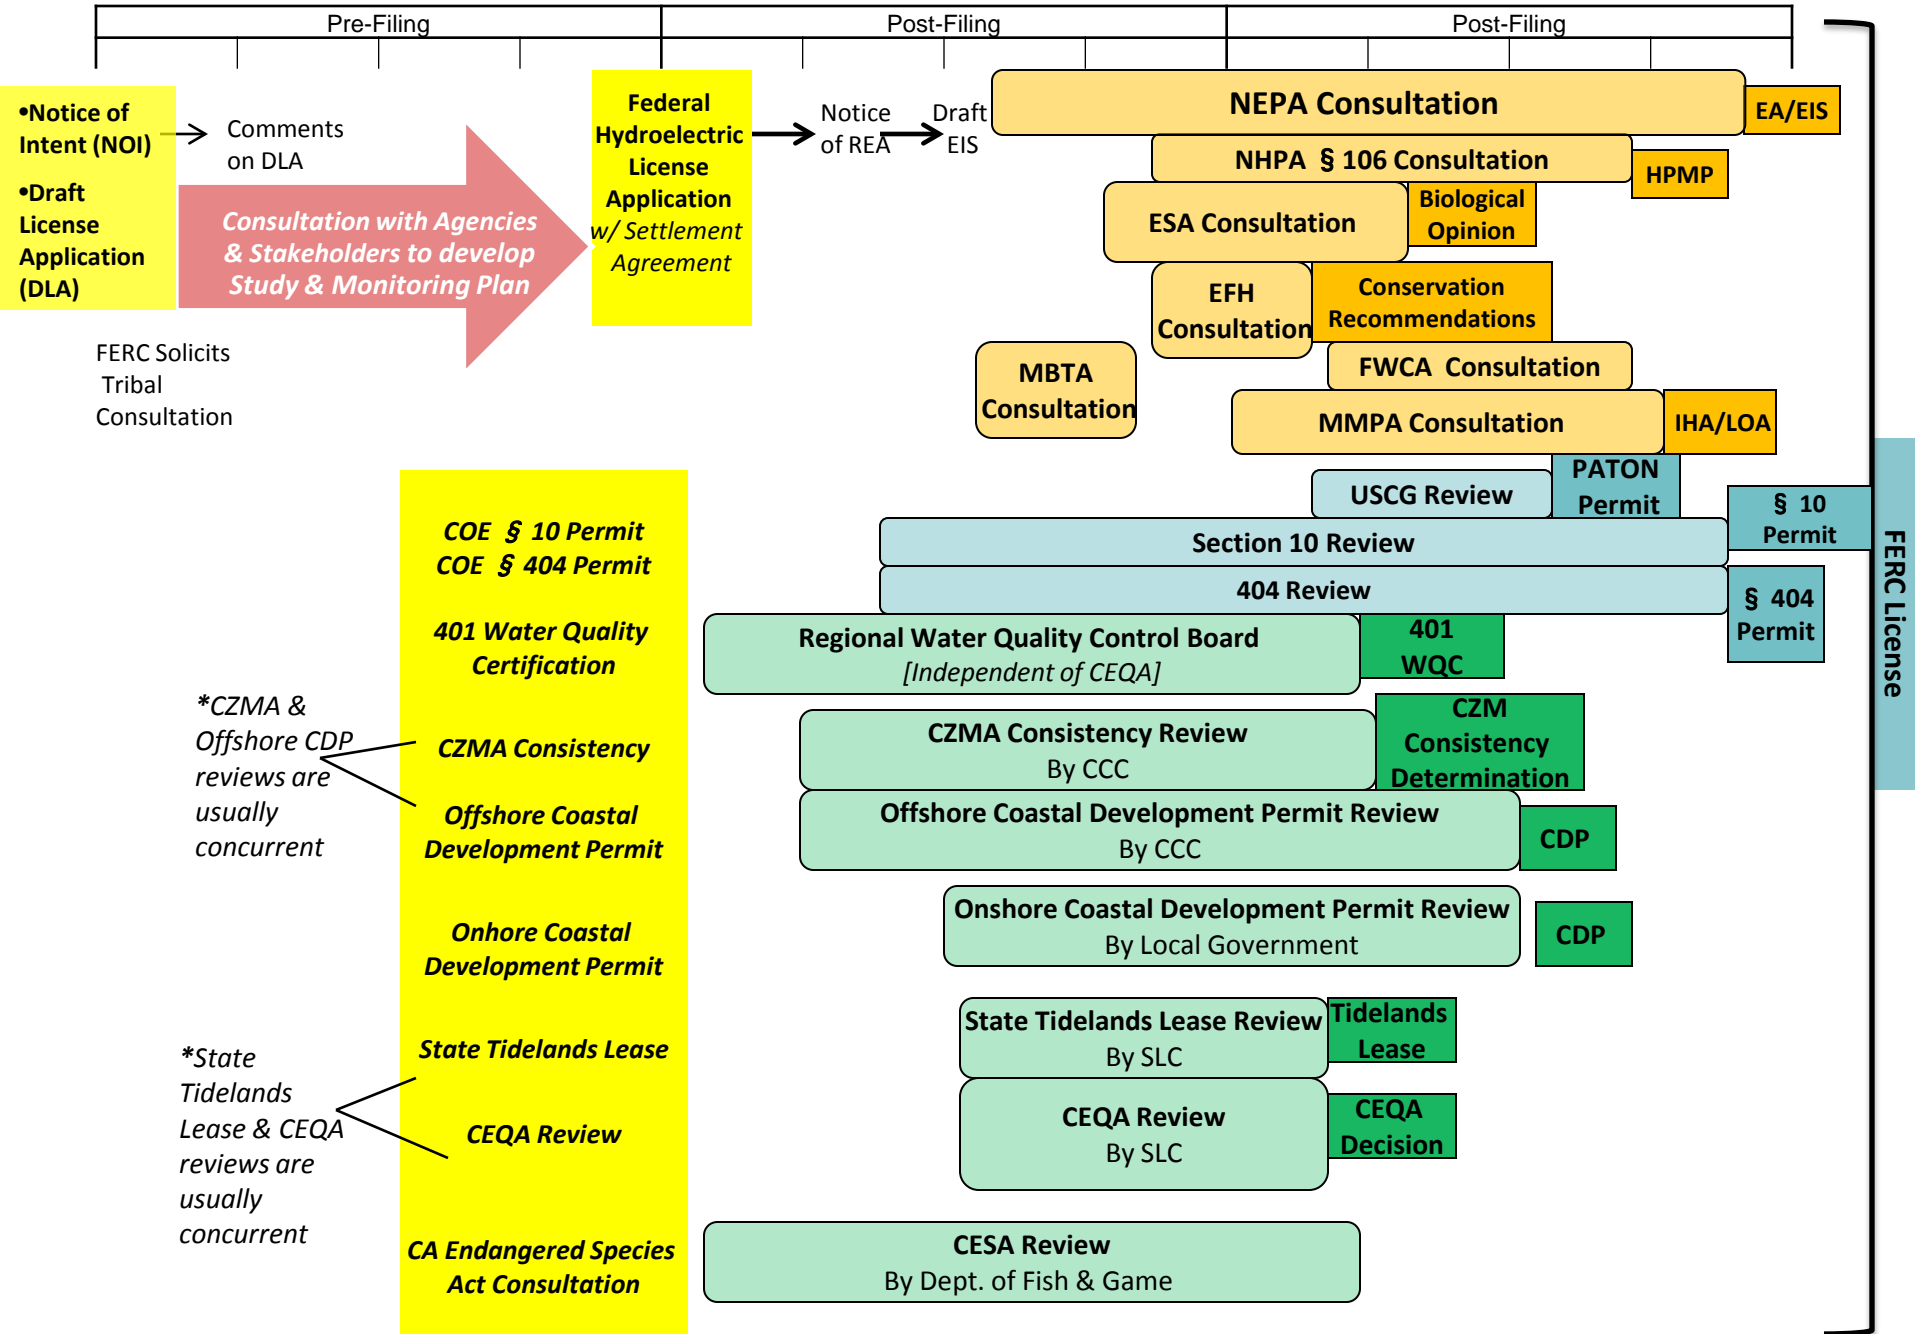 Pre-Filing
Post-Filing
Post-Filing
•Notice of
Intent (NOI)
•Draft
License
Application
(DLA)
Comments
on DLA
Consultation with Agencies
& Stakeholders to develop
Study & Monitoring Plan
FERC Solicits
Tribal
Consultation
Federal
Hydroelectric
License
Application
w/ Settlement
Agreement
Notice
of REA
Draft
EIS
NEPA Consultation
EA/EIS
NHPA § 106 Consultation
HPMP
ESA Consultation
Biological
Opinion
EFH
Consultation
Conservation
Recommendations
MBTA
Consultation
FWCA Consultation
MMPA Consultation
IHA/LOA
USCG Review
PATON
Permit
Section 10 Review
§ 10
Permit
404 Review
§ 404
Permit
FERC License
COE § 10 Permit
COE § 404 Permit
401 Water Quality
Certification
Regional Water Quality Control Board
[Independent of CEQA]
401
WQC
*CZMA &
Offshore CDP
reviews are
usually
concurrent
CZMA Consistency
CZMA Consistency Review
By CCC
CZM
Consistency
Determination
Offshore Coastal
Development Permit
Offshore Coastal Development Permit Review
By CCC
CDP
Onhore Coastal
Development Permit
Onshore Coastal Development Permit Review
By Local Government
CDP
*State
Tidelands
Lease & CEQA
reviews are
usually
concurrent
State Tidelands Lease
State Tidelands Lease Review
By SLC
Tidelands
Lease
CEQA Review
CEQA Review
By SLC
CEQA
Decision
CA Endangered Species
Act Consultation
CESA Review
By Dept. of Fish & Game